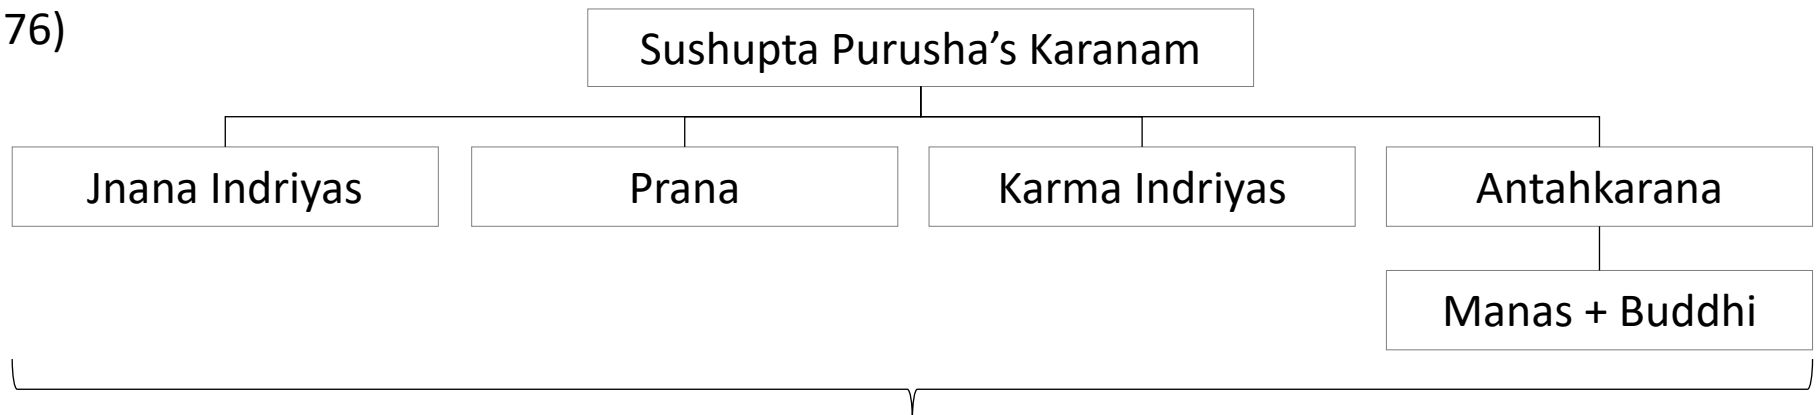 76)
Sushupta Purusha’s Karanam
Jnana Indriyas
Prana
Karma Indriyas
Antahkarana
Manas + Buddhi